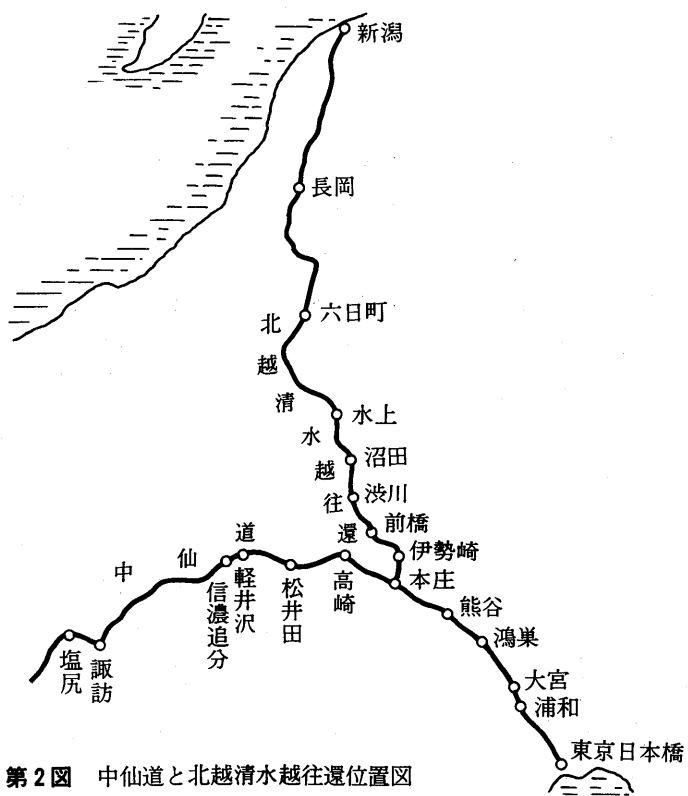 新潟
長岡
六日町
北越清水越往還
水上
沼田
渋川
前橋
伊勢崎
本庄
中仙道
高崎
松井田
軽井沢
信濃追分
諏訪
塩尻
熊谷
鴻巣
大宮
浦和
東京日本橋
第2図 中仙道と北越清水越往還位置図